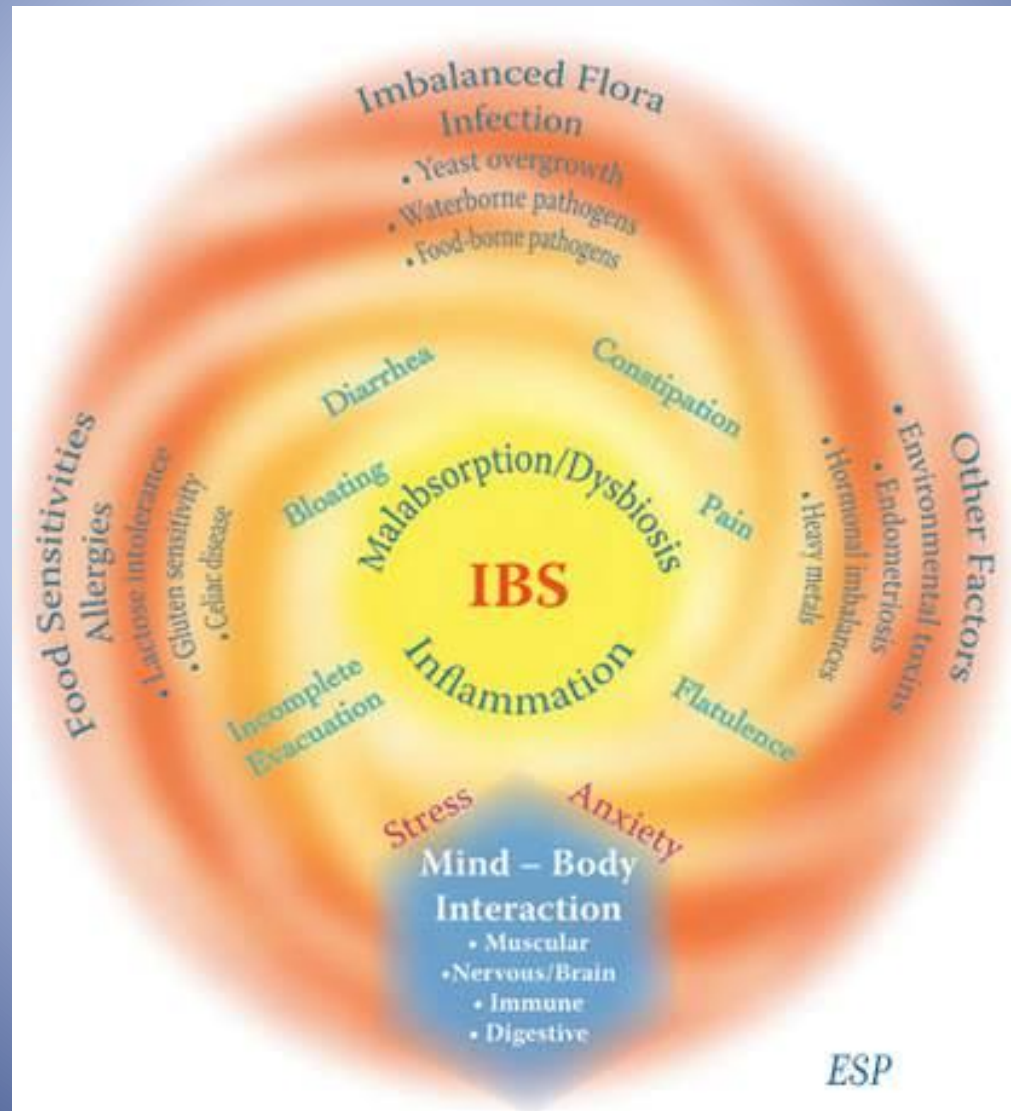 Imbalanced Flora
Infection
• Yeast overgrowth
• Waterborne pathogens
• Food-borne pathogens
Food Sensitivities
Allergies
• Lactose intolerance
• Gluten sensitivity
• Celiac disease
Other Factors
• Environmental toxins
• Endometriosis
• Hormonal imbalances
• Heavy metals
Diarrhea
Constipation
Bloating
Pain
Malabsorption/Dysbiosis
IBS
Inflammation
Incomplete
Evacuation
Flatulence
Stress
Anxiety
Mind – Body
Interaction
• Muscular
•Nervous/Brain
• Immune
• Digestive
ESP